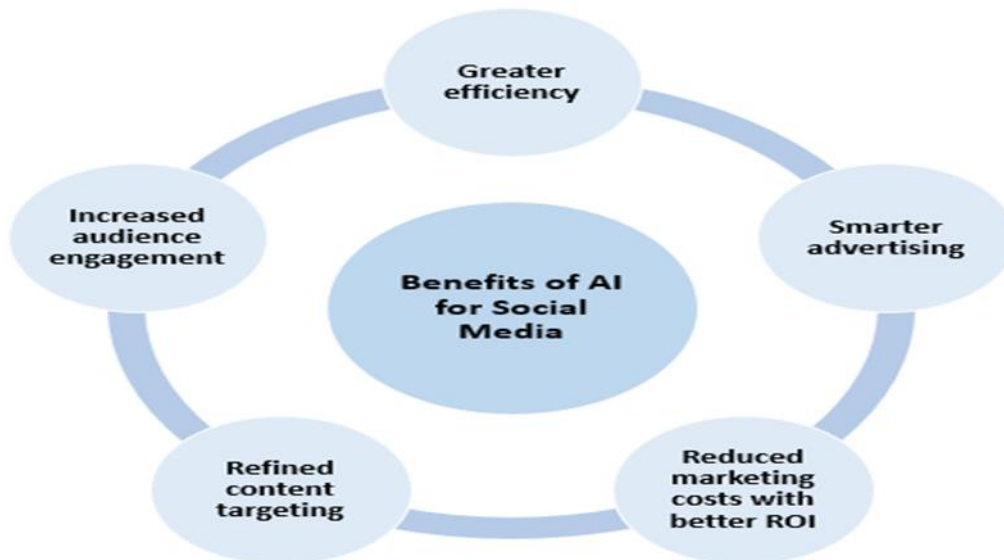 Greater
efficiency
Increased
audience
engagement
Smarter
advertising
Benefits of AI
for Social
Media
Refined
content
targeting
Reduced
marketing
costs with
better ROI